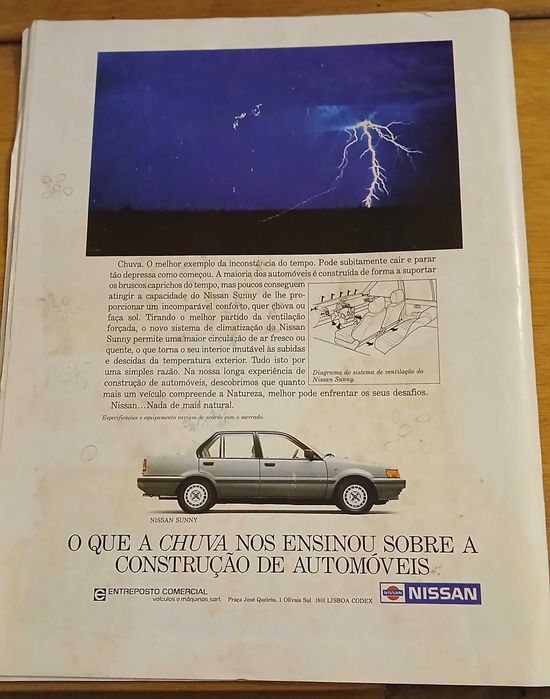 Chuva. O melhor exemplo da inconstância do tempo. Pode subitamente cair e parar
tão depressa como começou. A maioria dos automóveis é construída de forma a suportar
os bruscos caprichos do tempo, mas poucos conseguem
atingir a capacidade do Nissan Sunny de lhe pro-
porcionar um incomparável conforto, quer chova ou
faça sol. Tirando o melhor partido da ventilação
forçada, o novo sistema de climatização do Nissan
Sunny permite uma maior circulação de ar fresco ou
quente, o que torna o seu interior imutável às subidas
e descidas da temperatura exterior. Tudo isto por
uma simples razão. Na nossa longa experiência de
construção de automóveis, descobrimos que quanto
mais um veículo compreende a Natureza, melhor pode enfrentar os seus desafios.
Nissan...Nada de mais natural.
Diagrama do sistema de ventilação do
Nissan Sunny.
Especificações e equipamento variam de acordo com o mercado.
NISSAN SUNNY
O QUE A CHUVA NOS ENSINOU SOBRE A
CONSTRUÇÃO DE AUTOMÓVEIS
ENTREPOSTO COMERCIAL
veículos e máquinas, sarl. Praça José Queirós, 1 Olivais Sul 1801 LISBOA CODEX
NISSAN NISSAN